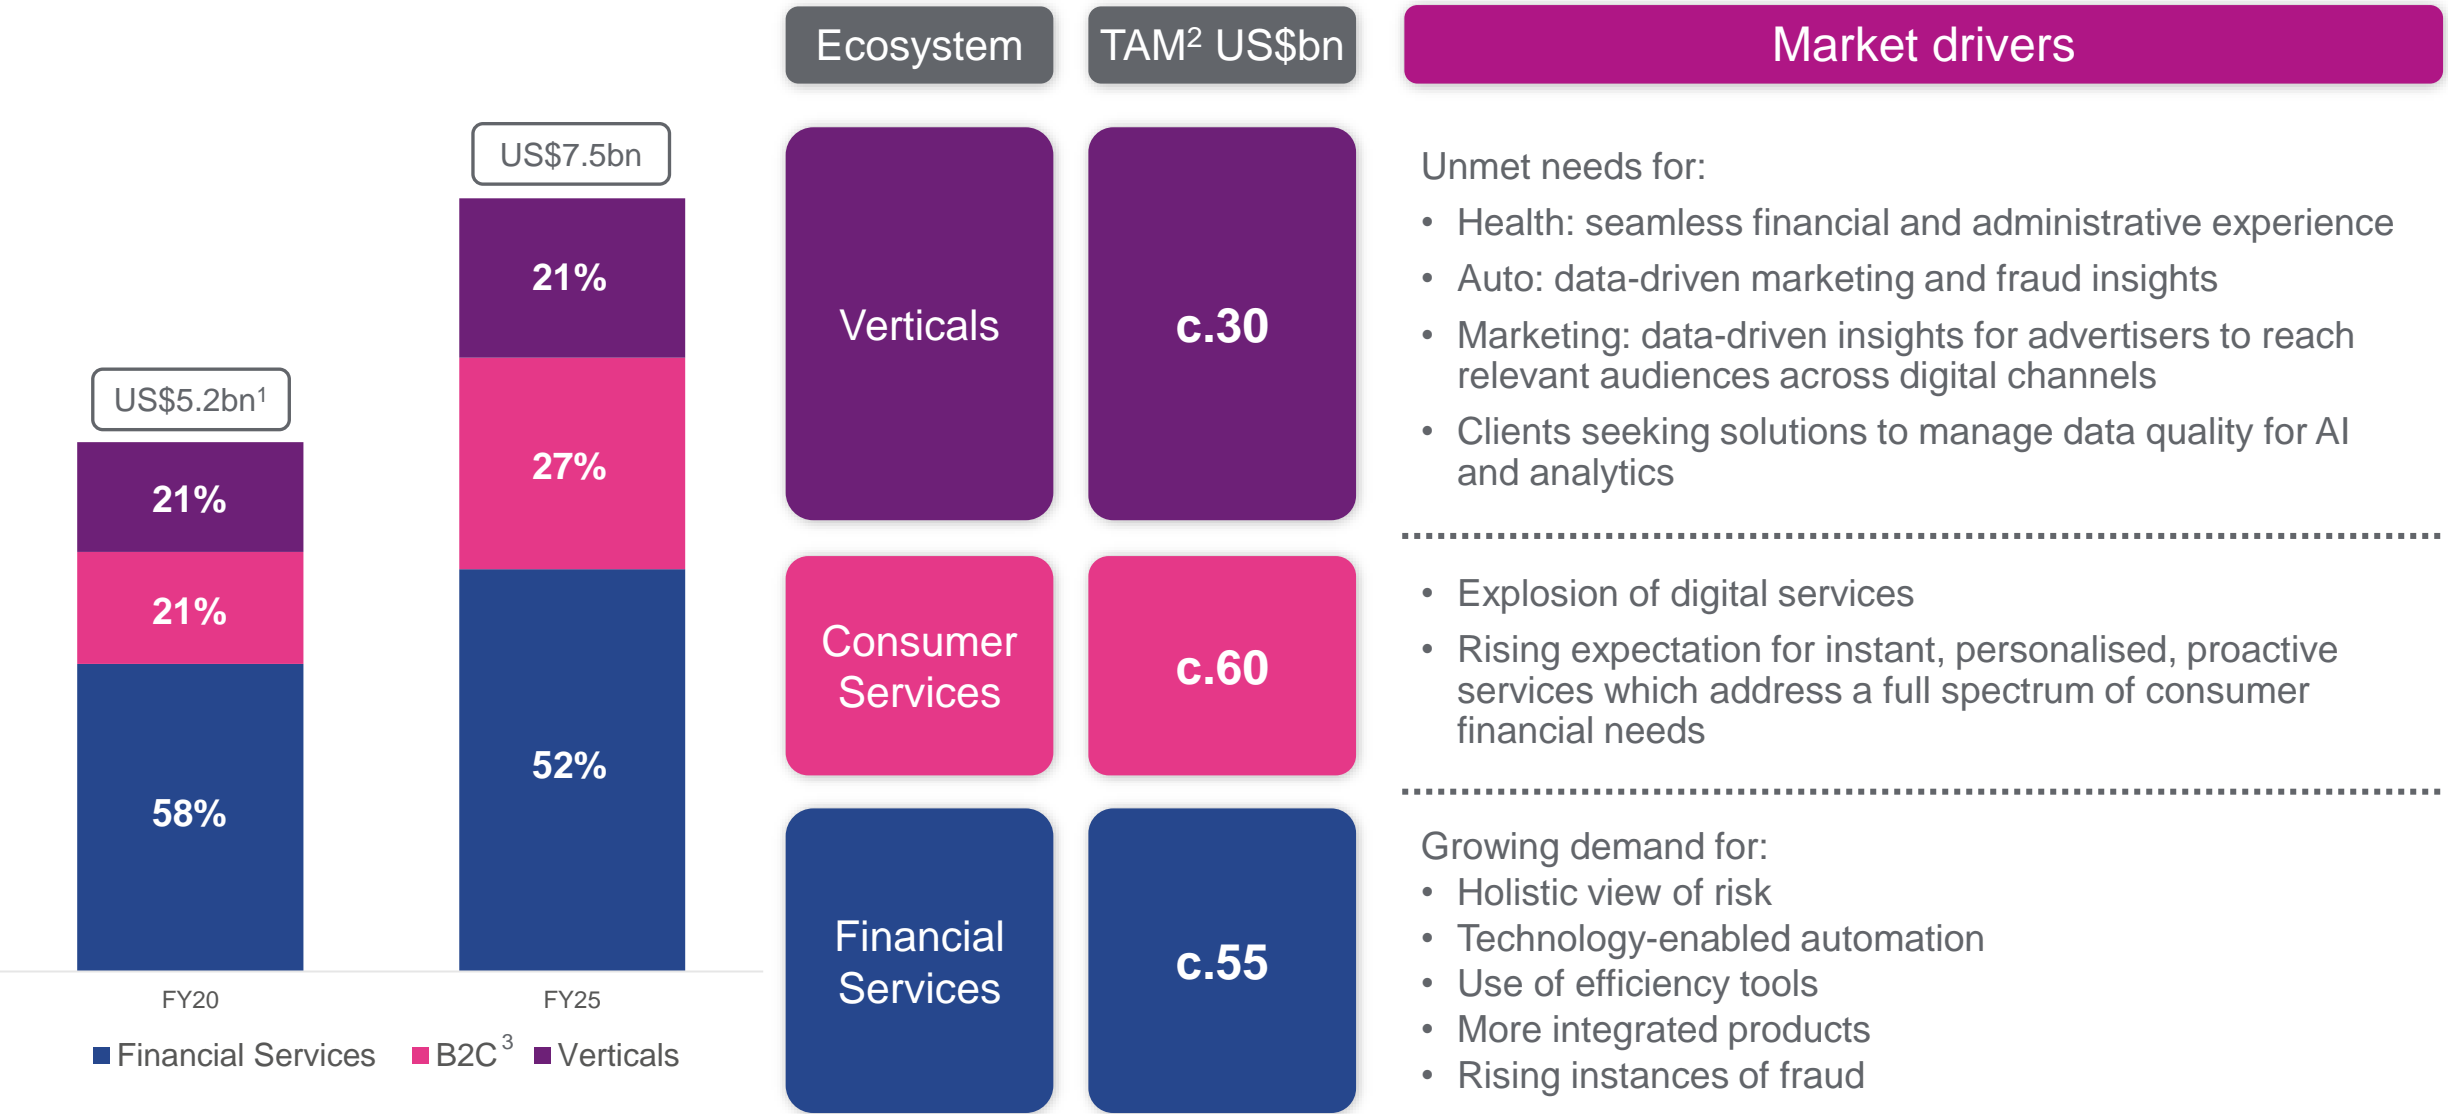 US$7.5bn
21%
27%
52%
US$5.2bn¹
21%
21%
58%
FY20
FY25
Financial Services
B2C³
Verticals
Ecosystem
TAM² US$bn
Market drivers
Verticals
c.30
Unmet needs for:
• Health: seamless financial and administrative experience
• Auto: data-driven marketing and fraud insights
• Marketing: data-driven insights for advertisers to reach
relevant audiences across digital channels
• Clients seeking solutions to manage data quality for AI
and analytics
Consumer
Services
c.60
• Explosion of digital services
• Rising expectation for instant, personalised, proactive
services which address a full spectrum of consumer
financial needs
Financial
Services
c.55
Growing demand for:
• Holistic view of risk
• Technology-enabled automation
• Use of efficiency tools
• More integrated products
• Rising instances of fraud